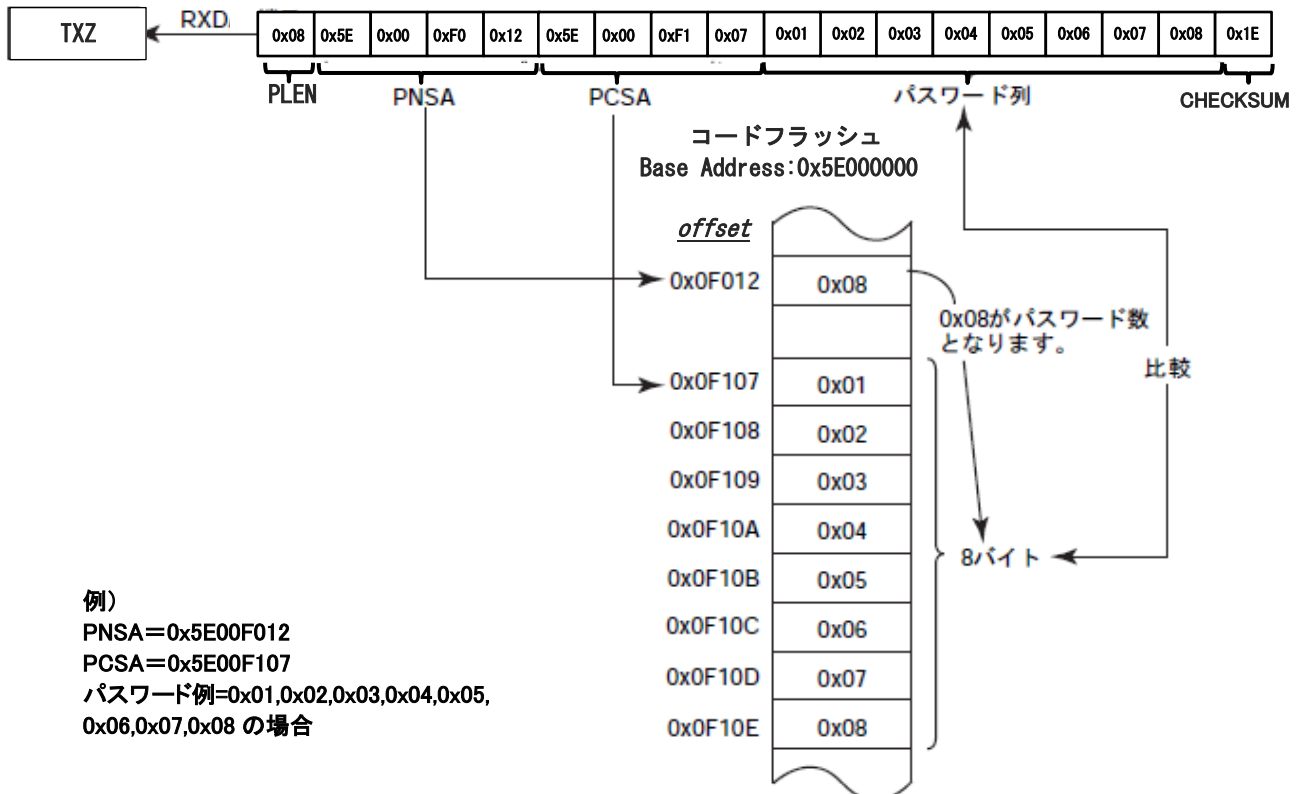 TXZ
RXD
0x08 0x5E 0x00 0xF0 0x12 0x5E 0x00 0xF1 0x07 0x01 0x02 0x03 0x04 0x05 0x06 0x07 0x08 0x1E
PLEN PNSA PCSA パスワード列 CHECKSUM
コードフラッシュ
Base Address:0x5E000000
offset
0x0F012 0x08
0x08がパスワード数
となります。
比較
0x0F107 0x01
0x0F108 0x02
0x0F109 0x03
0x0F10A 0x04
8バイト
0x0F10B 0x05
0x0F10C 0x06
0x0F10D 0x07
0x0F10E 0x08
例)
PNSA=0x5E00F012
PCSA=0x5E00F107
パスワード例=0x01,0x02,0x03,0x04,0x05,
0x06,0x07,0x08 の場合